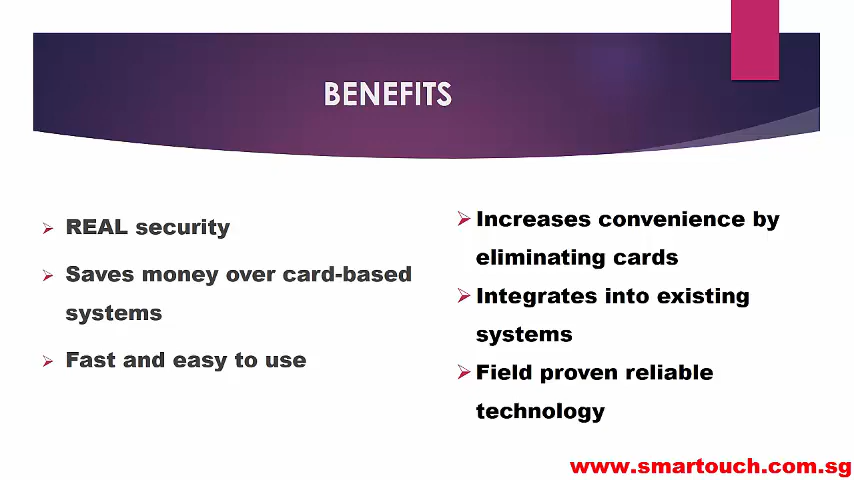 BENEFITS
REAL security
Saves money over card-based
systems
Fast and easy to use
Increases convenience by
eliminating cards
Integrates into existing
systems
Field proven reliable
technology
www.smartouch.com.sg